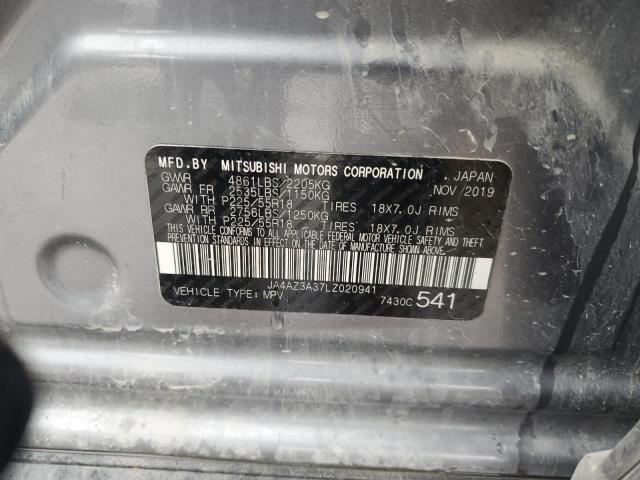 MFD.BY MITSUBISHI MOTORS CORPORATION . JAPAN
GVWR 4861LBS/2205KG NOV 2019
GAWR FR 2535LBS/1150KG
WITH P225/55R18 TIRES 18X7.0J RIMS
GAWR RR 2756LBS/1250KG
WITH P225/55R18 TIRES 18X7.0J RIMS
THIS VEHICLE CONFORMS TO ALL APPLICABLE FEDERAL MOTOR VEHICLE SAFETY AND
THEFT PREVENTION STANDARDS IN EFFECT ON THE
DATE OF MANUFACTURE SHOWN ABOVE.
JA4AZ3A37LZ020941
VEHICLE TYPE: MPV 7430C 541